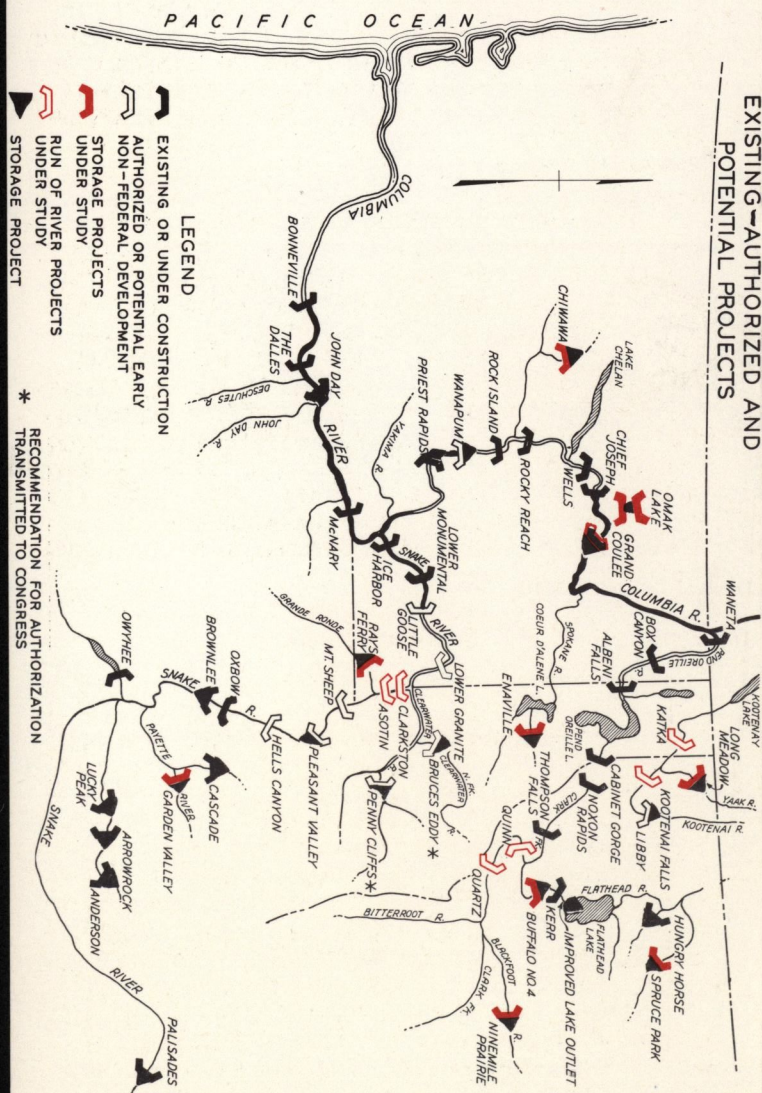 EXISTING—AUTHORIZED AND
POTENTIAL PROJECTS
PACIFIC OCEAN
COLUMBIA
BONNEVILLE
THE
DALLES
JOHN DAY
DESCHUTES R.
JOHN DAY R.
RIVER
McNARY
YAKIMA R.
PRIEST RAPIDS
WANAPUM
ROCK ISLAND
ROCKY REACH
CHIWAWA
LAKE
CHELAN
WELLS
CHIEF
JOSEPH
OMAK
LAKE
GRAND
COULEE
COLUMBIA R.
WANETA
PEND OREILLE
BOX
CANYON
ALBENI
FALLS
SPOKANE R.
COEUR D'ALENE L.
ENAVILLE
PEND
OREILLE L.
KATKA
KOOTENAY
LAKE
LONG
MEADOW
YAAK R.
KOOTENAI R.
LIBBY
KOOTENAI FALLS
CABINET GORGE
NOXON
RAPIDS
THOMPSON
FALLS
CLARK
FK.
QUINN
QUARTZ
FLATHEAD R.
FLATHEAD
LAKE
HUNGRY HORSE
SPRUCE PARK
IMPROVED LAKE OUTLET
KERR
BUFFALO NO. 4
BITTERROOT R.
BLACKFOOT
R.
CLARK
FK.
NINEMILE
PRAIRIE
ICE
HARBOR
SNAKE
LOWER
MONUMENTAL
LITTLE
GOOSE
RIVER
LOWER GRANITE
CLEARWATER
N. FK.
CLEARWATER
R.
BRUCES EDDY *
PENNY CLIFFS *
CLARKSTON
ASOTIN
GRANDE RONDE
RAYS
FERRY
MT. SHEEP
PLEASANT VALLEY
HELLS CANYON
SNAKE R.
OXBOW
BROWNLEE
OWYHEE
PAYETTE
RIVER
CASCADE
GARDEN VALLEY
LUCKY
PEAK
ARROWROCK
ANDERSON
SNAKE
RIVER
PALISADES
LEGEND
EXISTING OR UNDER CONSTRUCTION
AUTHORIZED OR POTENTIAL EARLY
NON-FEDERAL DEVELOPMENT
STORAGE PROJECTS
UNDER STUDY
RUN OF RIVER PROJECTS
UNDER STUDY
STORAGE PROJECT
* RECOMMENDATION FOR AUTHORIZATION
TRANSMITTED TO CONGRESS